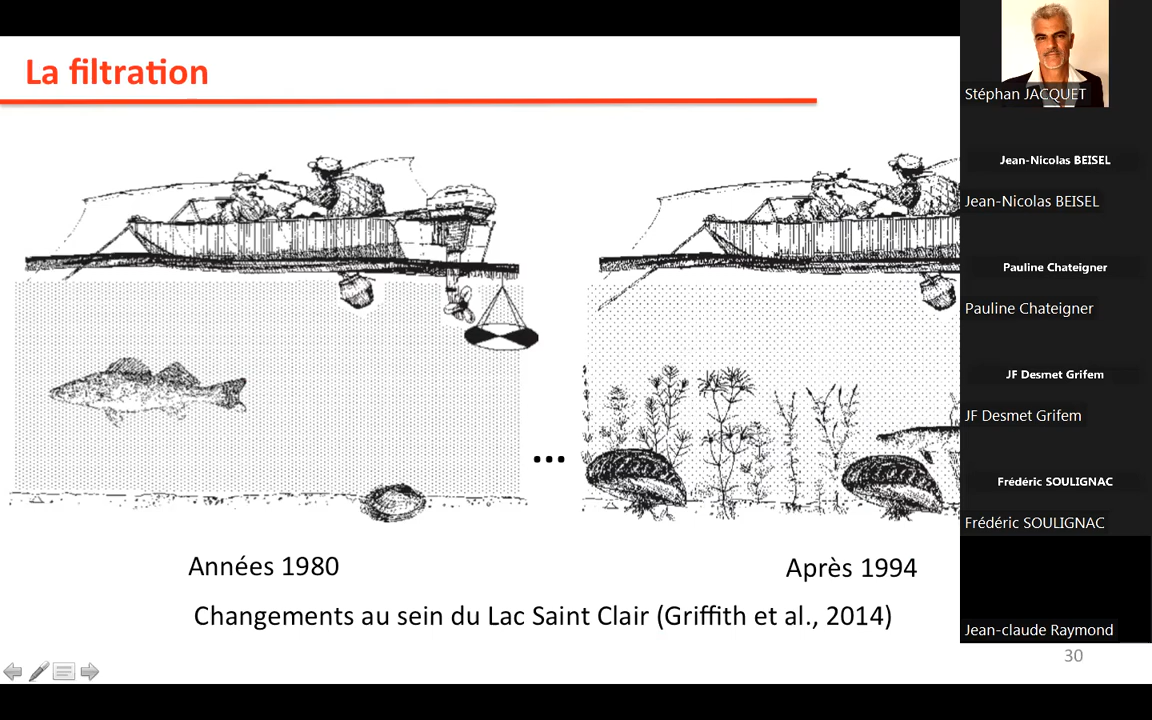 La filtration
Stéphan JACQUET
Jean-Nicolas BEISEL
Jean-Nicolas BEISEL
Pauline Chateigner
Pauline Chateigner
JF Desmet Grifem
JF Desmet Grifem
...
Frédéric SOULIGNAC
Frédéric SOULIGNAC
Années 1980
Après 1994
Changements au sein du Lac Saint Clair (Griffith et al., 2014)
Jean-claude Raymond
30